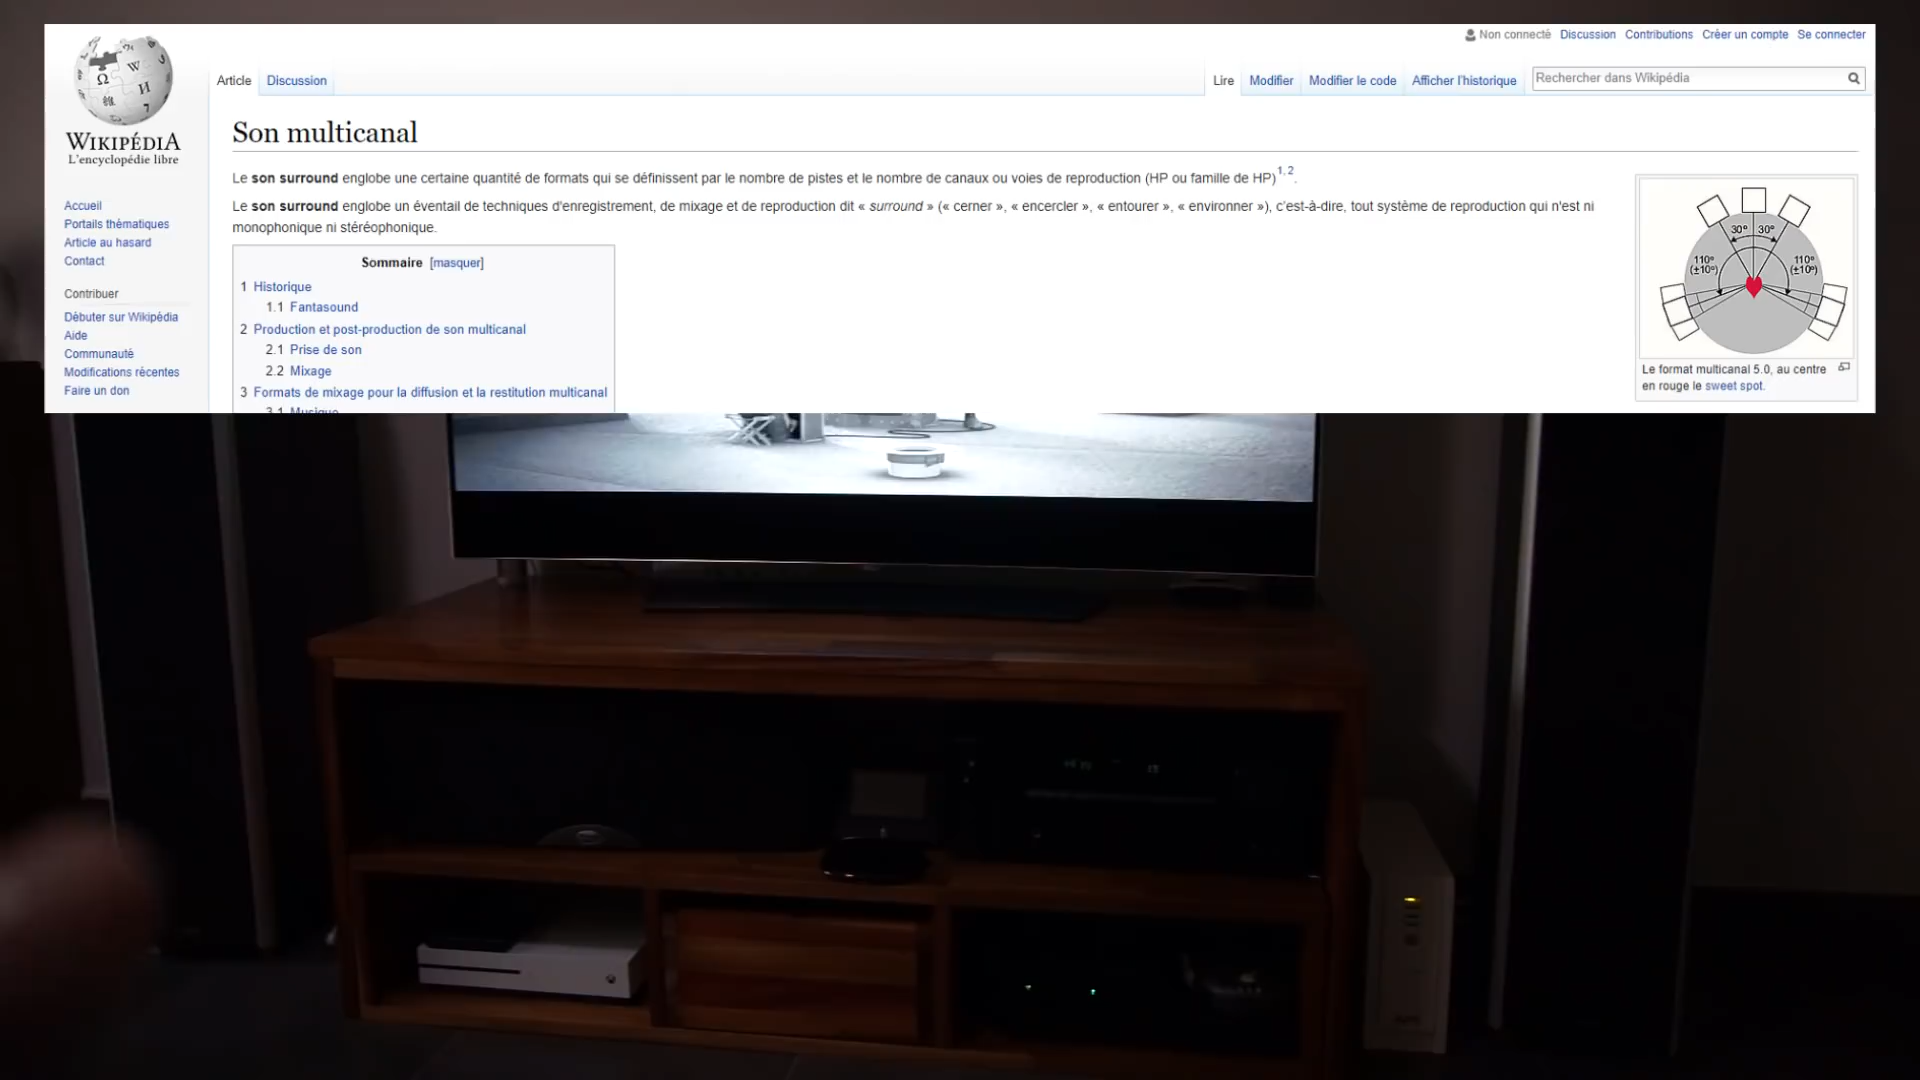 Non connecté Discussion Contributions Créer un compte Se connecter
Article Discussion Lire Modifier Modifier le code Afficher l'historique Rechercher dans Wikipédia
WIKIPÉDIA
L'encyclopédie libre
Accueil
Portails thématiques
Article au hasard
Contact
Contribuer
Débuter sur Wikipédia
Aide
Communauté
Modifications récentes
Faire un don
Son multicanal
Le son surround englobe une certaine quantité de formats qui se définissent par le nombre de pistes et le nombre de canaux ou voies de reproduction (HP ou famille de HP)1,2.
Le son surround englobe un éventail de techniques d'enregistrement, de mixage et de reproduction dit « surround » (« cerner », « encercler », « entourer », « environner »), c'est-à-dire, tout système de reproduction qui n'est ni
monophonique ni stéréophonique.
Sommaire [masquer]
1 Historique
1.1 Fantasound
2 Production et post-production de son multicanal
2.1 Prise de son
2.2 Mixage
3 Formats de mixage pour la diffusion et la restitution multicanal
3.1 Musique
30° 30°
110° 110°
(±10°) (±10°)
Le format multicanal 5.0, au centre
en rouge le sweet spot.